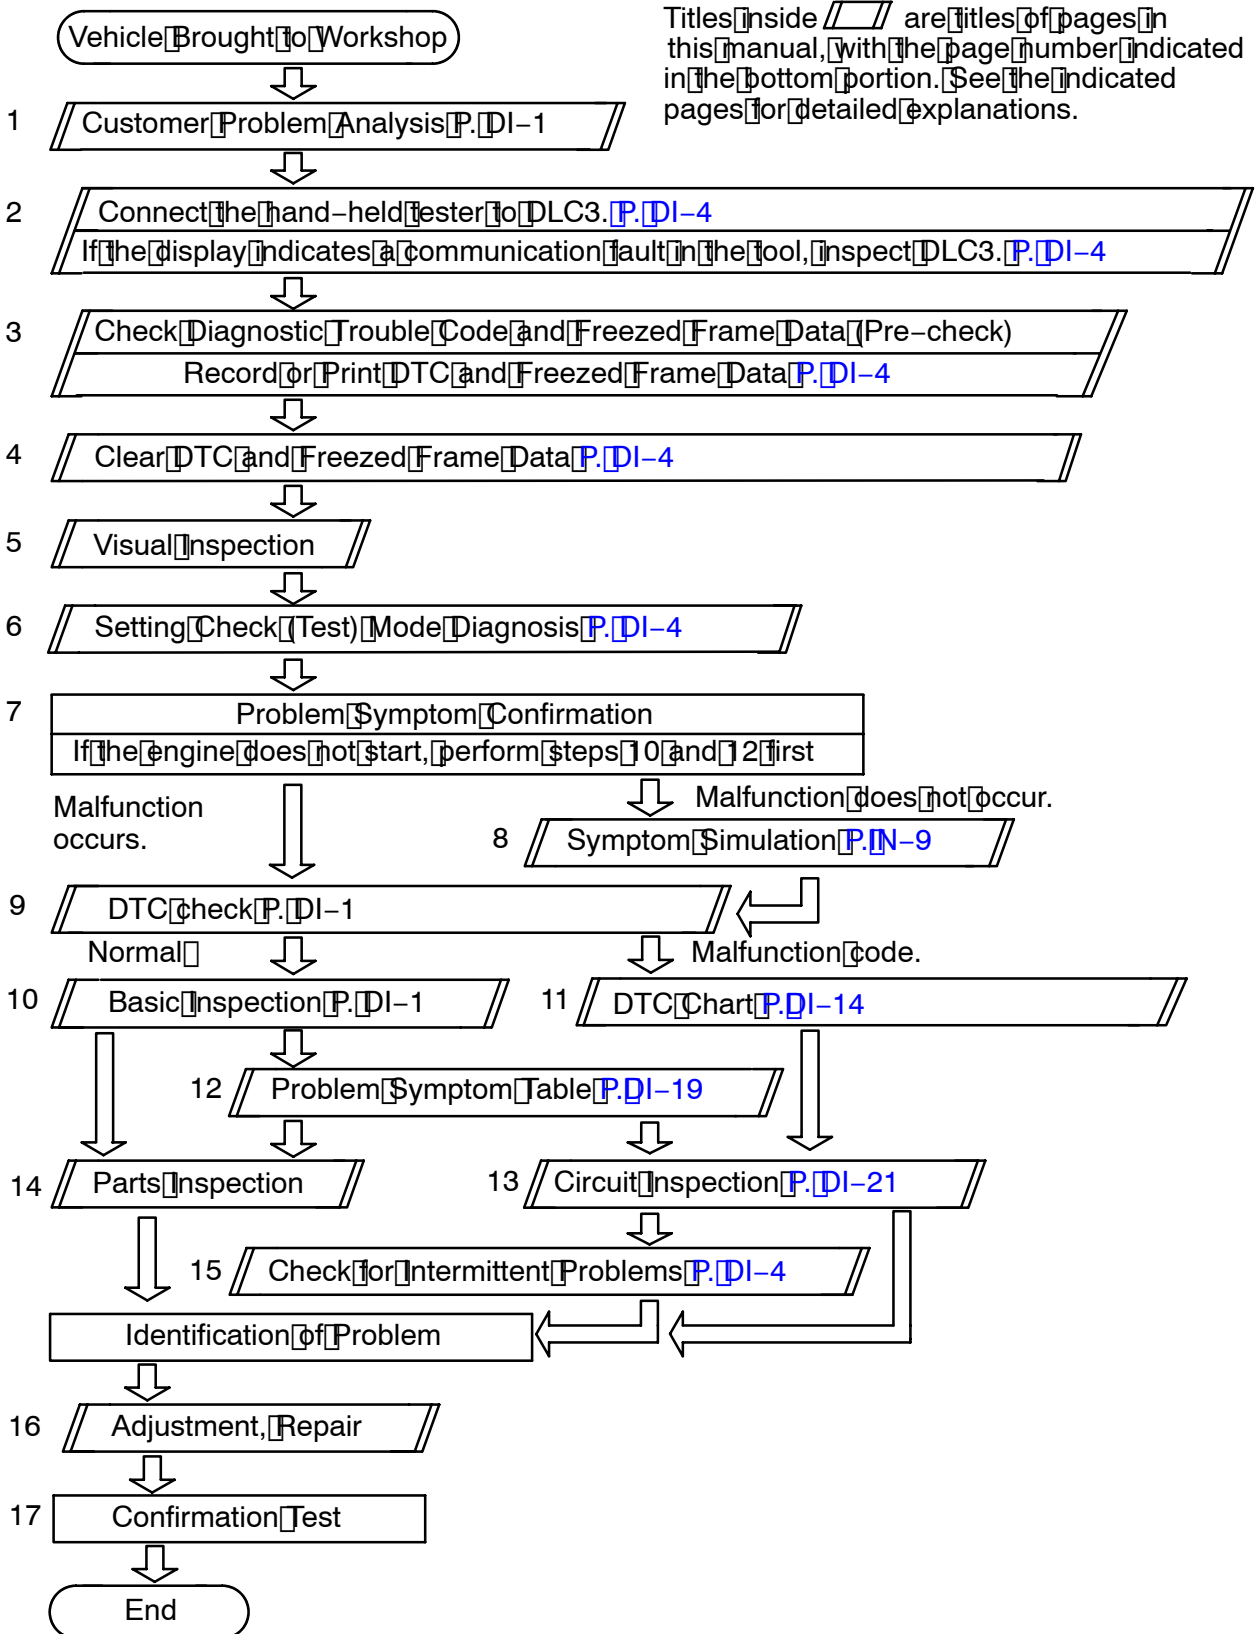 Vehicle Brought to Workshop
Titles inside are titles of pages in
this manual, with the page number indicated
in the bottom portion. See the indicated
pages for detailed explanations.
1 Customer Problem Analysis P. DI–1
2 Connect the hand–held tester to DLC3. P. DI–4
If the display indicates a communication fault in the tool, inspect DLC3. P. DI–4
3 Check Diagnostic Trouble Code and Freezed Frame Data (Pre–check)
Record or Print DTC and Freezed Frame Data P. DI–4
4 Clear DTC and Freezed Frame Data P. DI–4
5 Visual Inspection
6 Setting Check (Test) Mode Diagnosis P. DI–4
7 Problem Symptom Confirmation
If the engine does not start, perform steps 10 and 12 first
Malfunction
occurs.
Malfunction does not occur.
8 Symptom Simulation P.IN–9
9 DTC check P. DI–1
Normal
Malfunction code.
10 Basic Inspection P. DI–1
11 DTC Chart P.DI–14
12 Problem Symptom Table P.DI–19
14 Parts Inspection
13 Circuit Inspection P. DI–21
15 Check for Intermittent Problems P. DI–4
Identification of Problem
16 Adjustment, Repair
17 Confirmation Test
End